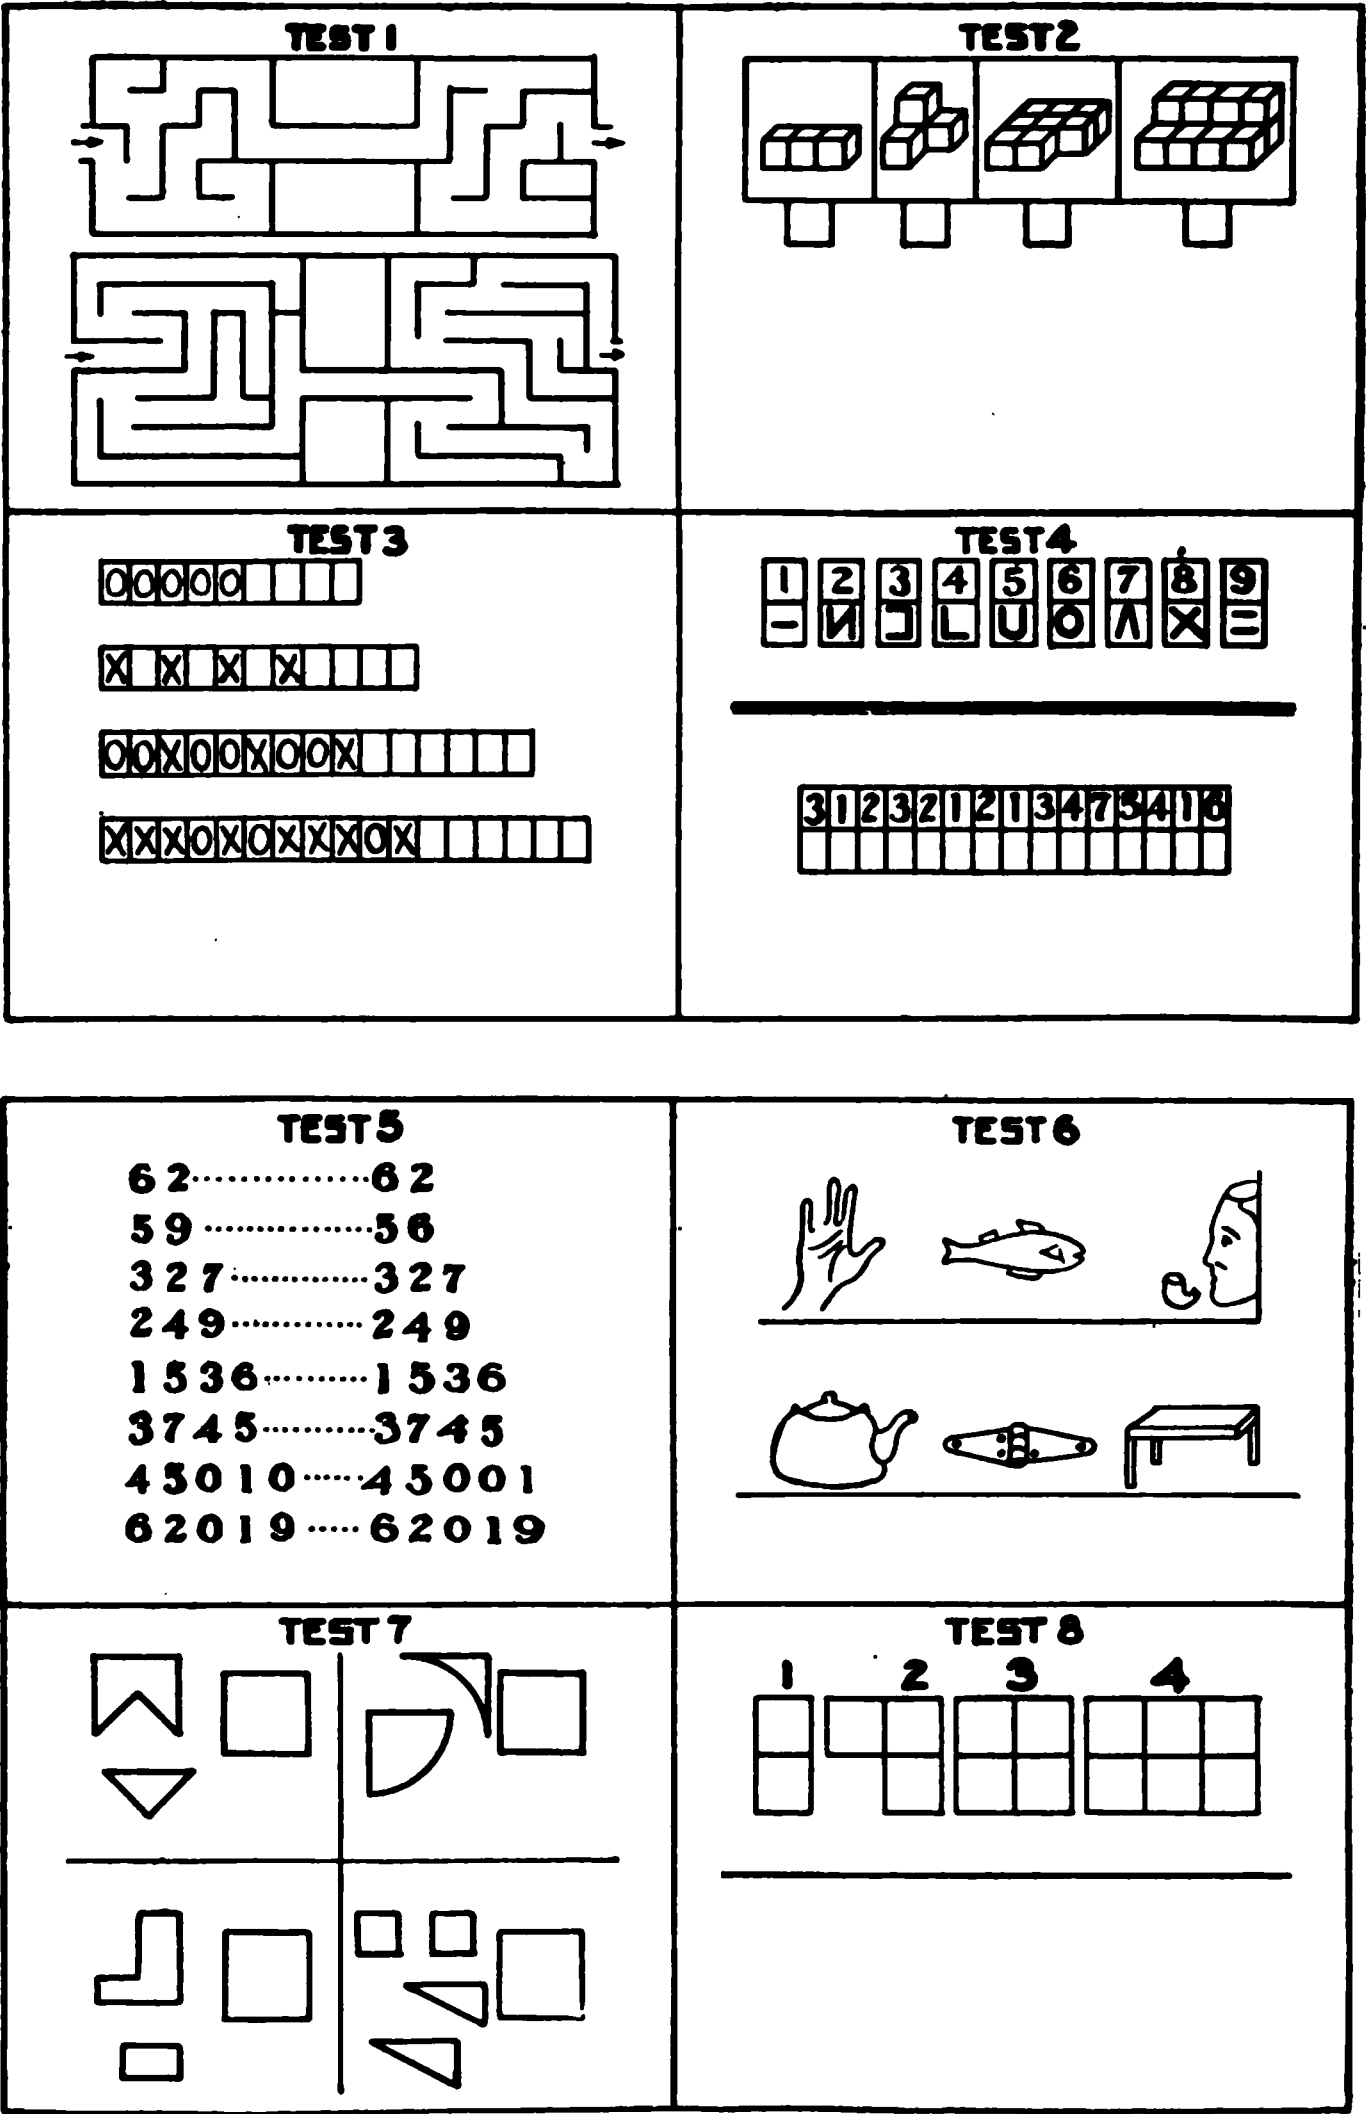 TEST 1
TEST 2
TEST 3
OOOOO
X X X X
OOXOOXOOX
XXXOXOXXXOX
TEST 4
1 2 3 4 5 6 7 8 9
3 1 2 3 2 1 2 1 3 4 7 5 4 1 6
TEST 5
62..............62
59..............56
327............327
249............249
1536.........1536
3745..........3745
45010......45001
62019.....62019
TEST 6
TEST 7
TEST 8
1 2 3 4